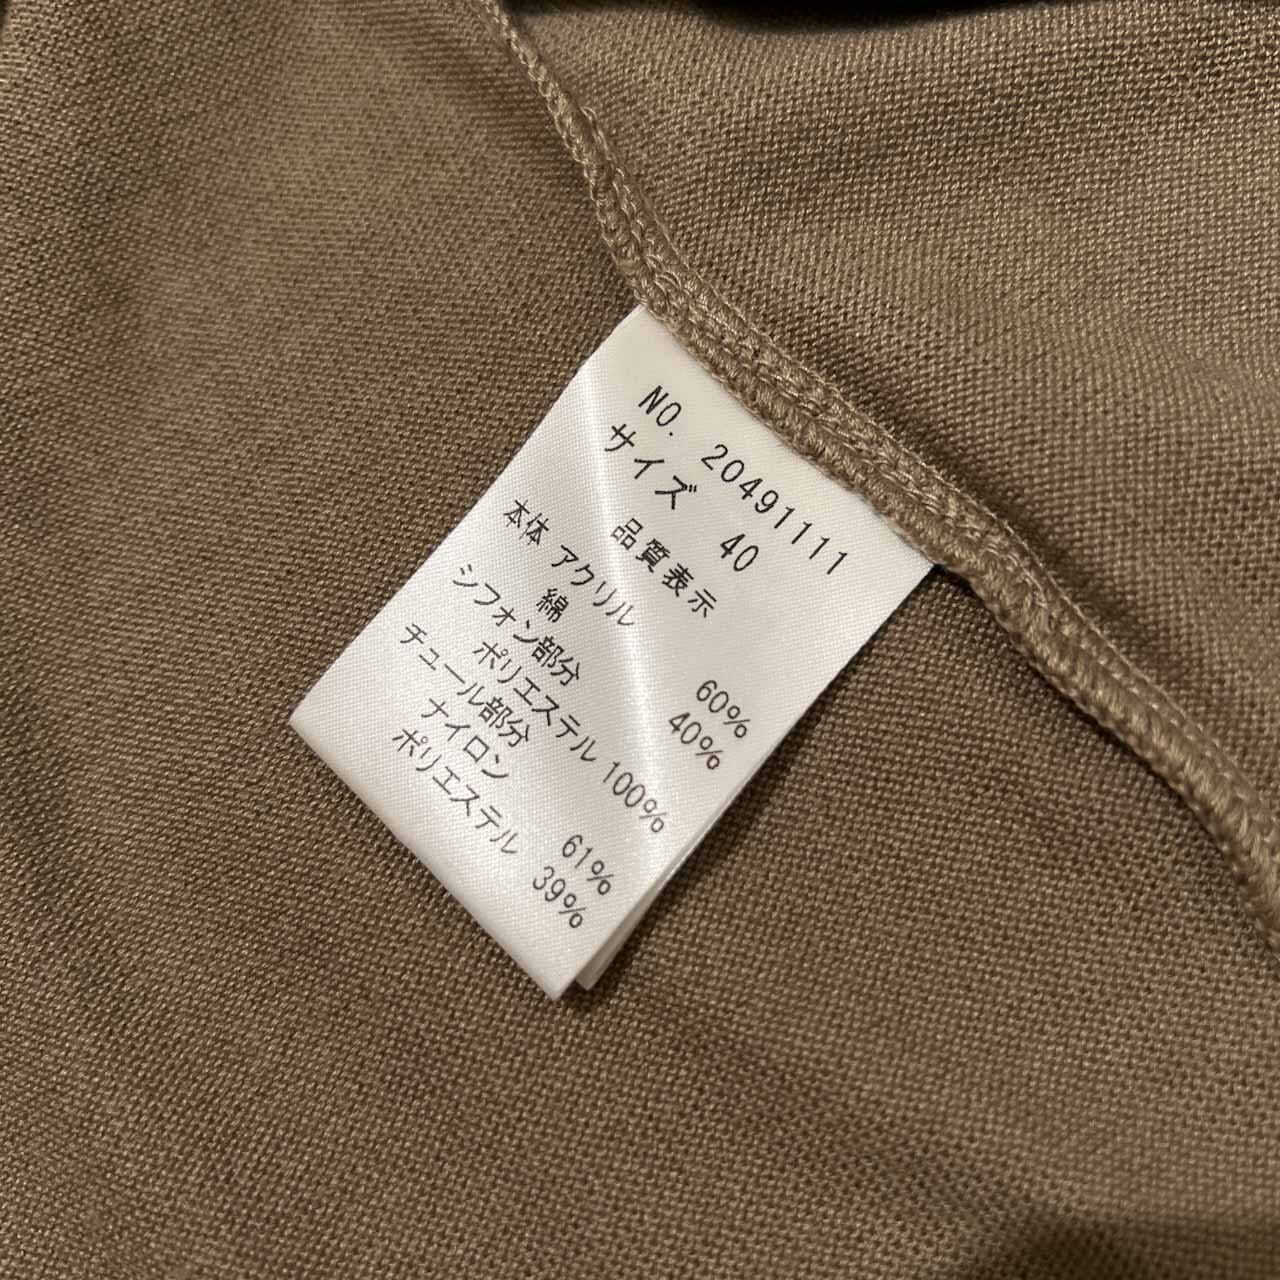 NO. 20491111
サイズ 40
品質表示
本体 アクリル 60%
綿 40%
シフォン部分
ポリエステル 100%
チュール部分
ナイロン 61%
ポリエステル 39%